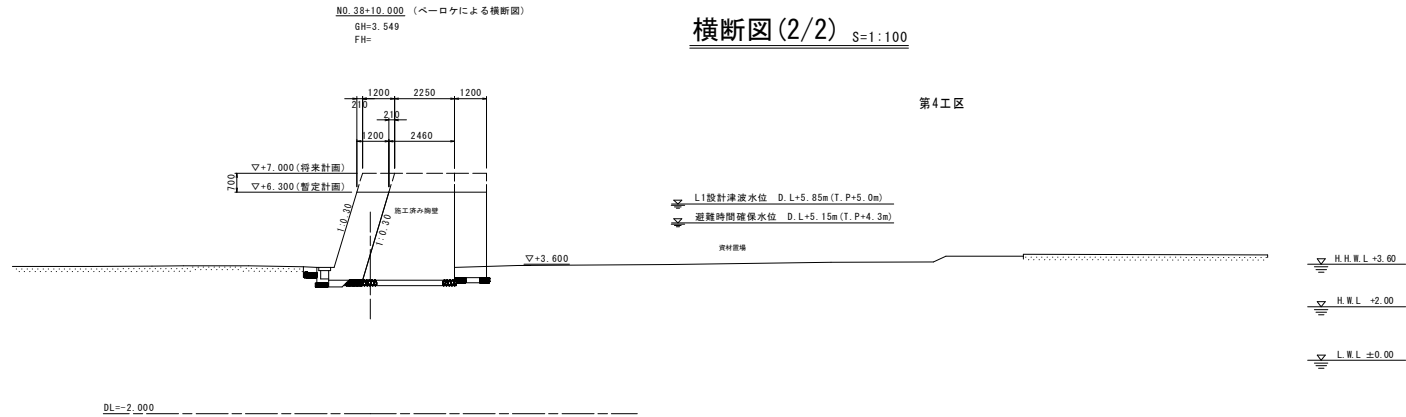 NO.38+10.000 (ペーロケによる横断図)
GH=3.549
FH=
横断図(2/2) S=1:100
第4工区
1200 2250 1200
210
210
1200 2460
▽+7.000(将来計画)
700
▽+6.300(暫定計画)
施工済み胸壁
1:0.30
1:0.30
L1設計津波水位 D.L+5.85m(T.P+5.0m)
避難時間確保水位 D.L+5.15m(T.P+4.3m)
資材置場
▽+3.600
H.H.W.L +3.60
H.W.L +2.00
L.W.L ±0.00
DL=-2.000